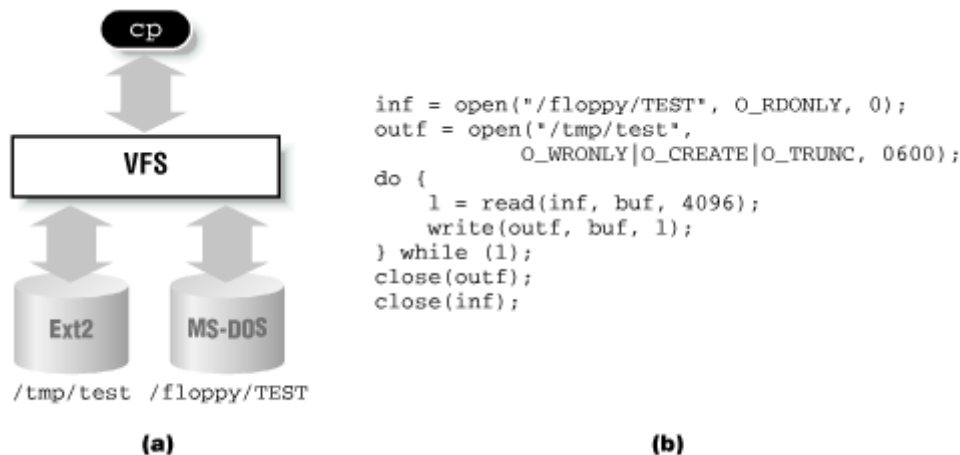 cp
VFS
Ext2
MS-DOS
/tmp/test /floppy/TEST
(a)
inf = open("/floppy/TEST", O_RDONLY, 0);
outf = open("/tmp/test",
            O_WRONLY|O_CREATE|O_TRUNC, 0600);
do {
    l = read(inf, buf, 4096);
    write(outf, buf, l);
} while (l);
close(outf);
close(inf);
(b)